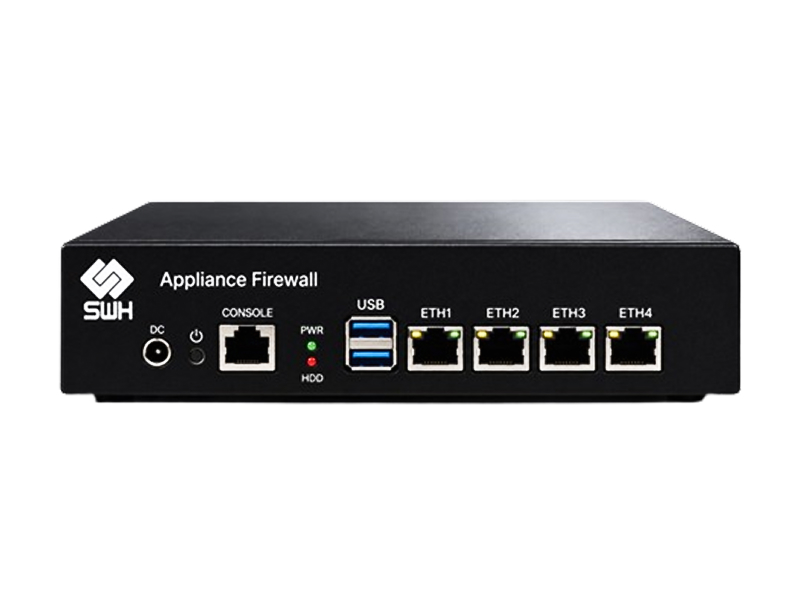 Appliance Firewall
SWH
DC
CONSOLE
PWR
HDD
USB
ETH1
ETH2
ETH3
ETH4